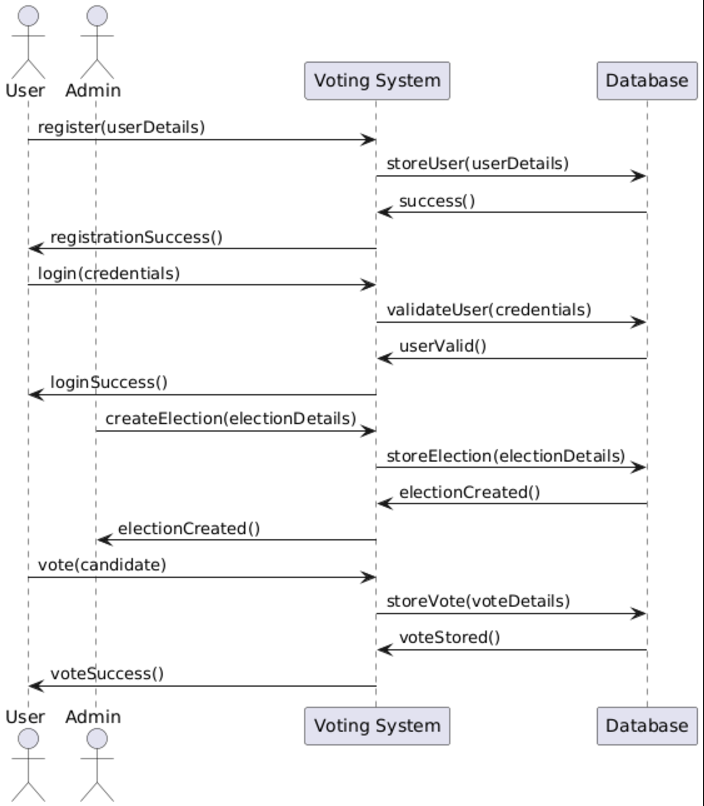 User
Admin
Voting System
Database
register(userDetails)
storeUser(userDetails)
success()
registrationSuccess()
login(credentials)
validateUser(credentials)
userValid()
loginSuccess()
createElection(electionDetails)
storeElection(electionDetails)
electionCreated()
electionCreated()
vote(candidate)
storeVote(voteDetails)
voteStored()
voteSuccess()
User
Admin
Voting System
Database